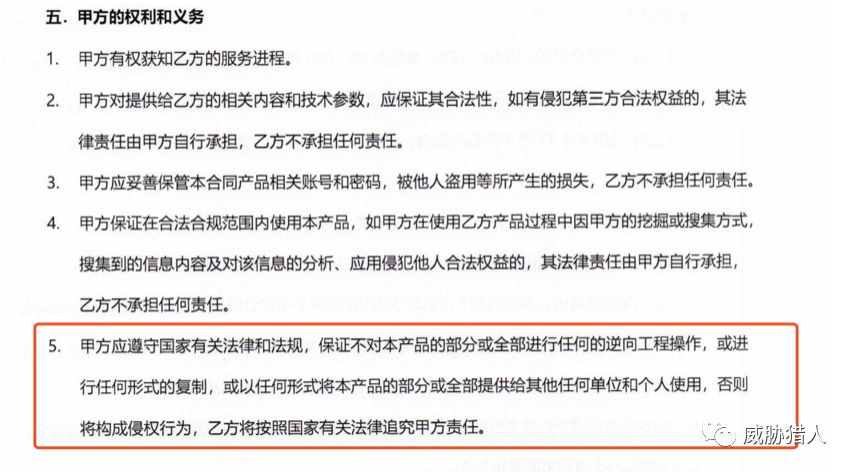 五. 甲方的权利和义务
1. 甲方有权获知乙方的服务进程。
2. 甲方对提供给乙方的相关内容和技术参数，应保证其合法性，如有侵犯第三方合法权益的，其法
律责任由甲方自行承担，乙方不承担任何责任。
3. 甲方应妥善保管本合同产品相关账号和密码，被他人盗用等所产生的损失，乙方不承担任何责任。
4. 甲方保证在合法合规范围内使用本产品，如甲方在使用乙方产品过程中因甲方的挖掘或搜集方式，
搜集到的信息内容及对该信息的分析、应用侵犯他人合法权益的，其法律责任由甲方自行承担，
乙方不承担任何责任。
5. 甲方应遵守国家有关法律和法规，保证不对本产品的部分或全部进行任何的逆向工程操作，或进
行任何形式的复制，或以任何形式将本产品的部分或全部提供给其他任何单位和个人使用，否则
将构成侵权行为，乙方将按照国家有关法律追究甲方责任。
威胁猎人